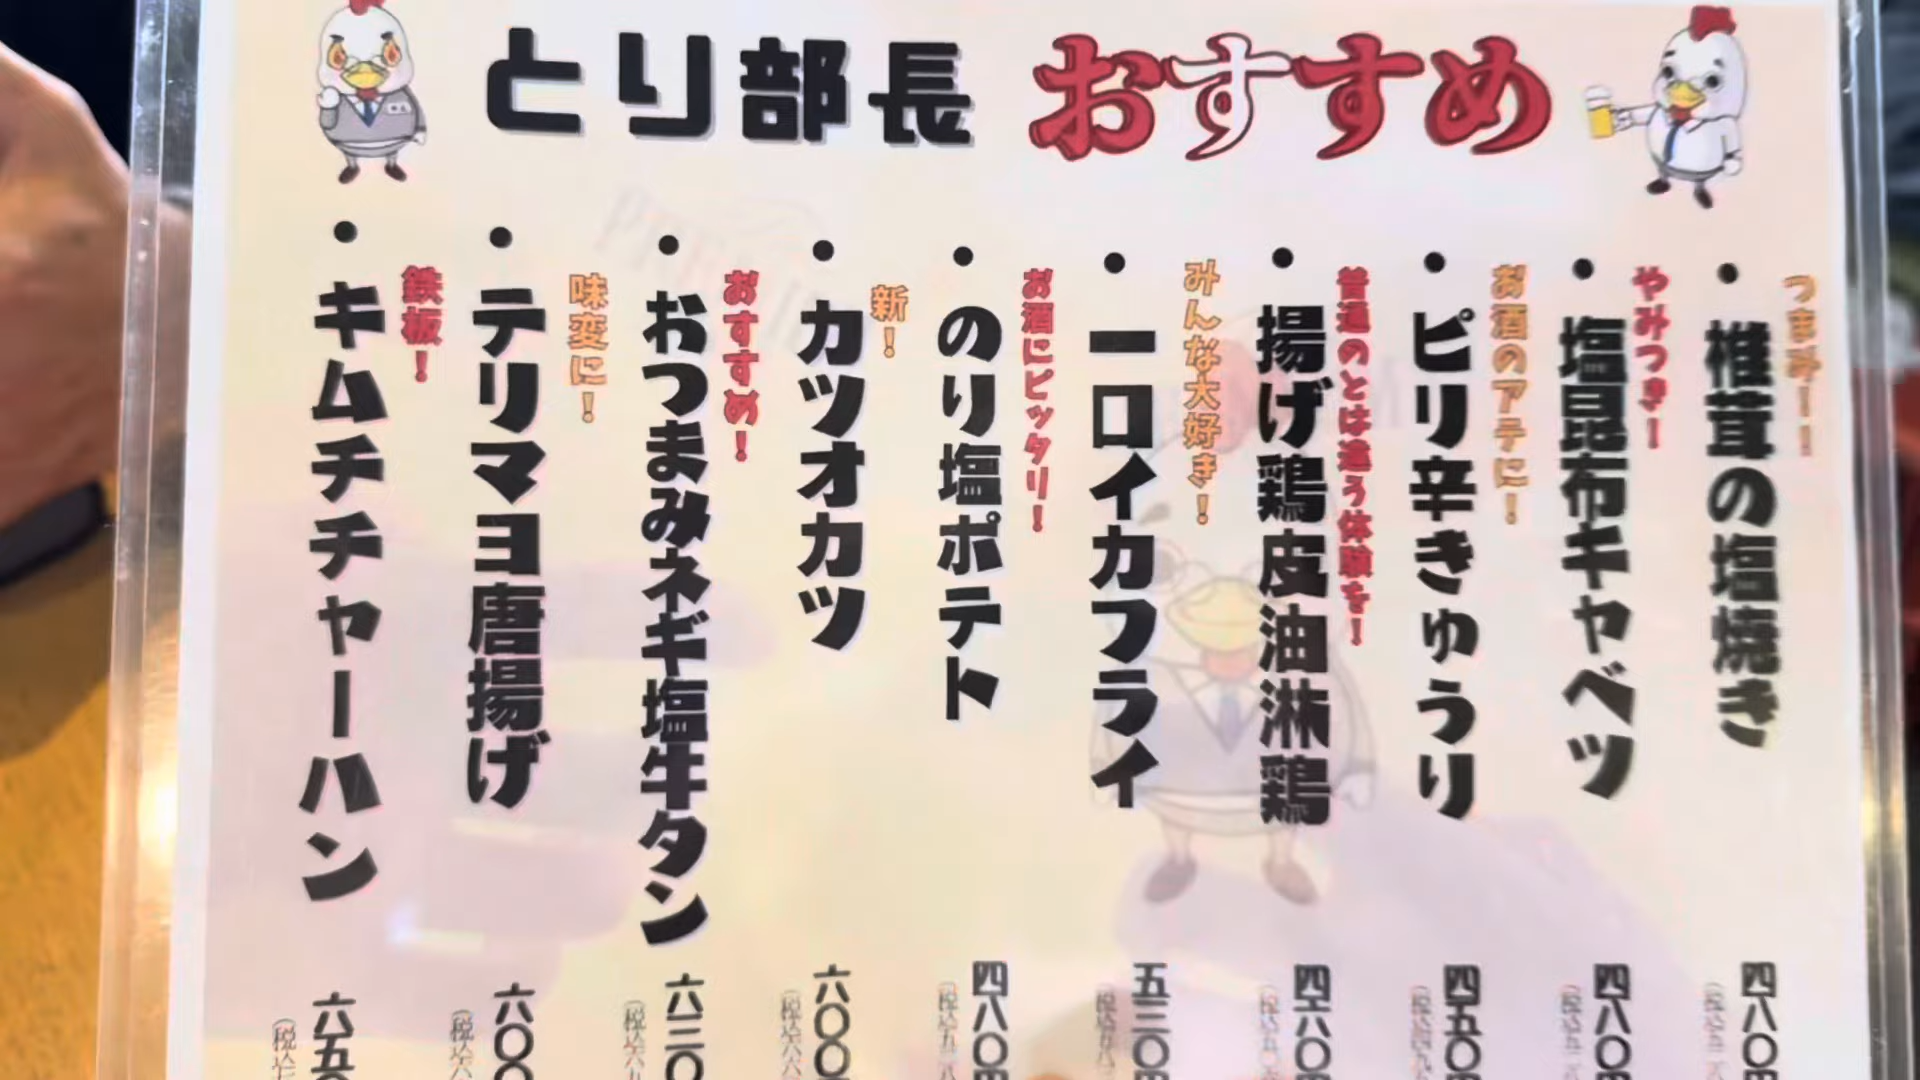 とり部長 おすすめ
つまみ！！
・椎茸の塩焼き
四八〇
やみつき！
・塩昆布キャベツ
四八〇
お酒のアテに！
・ピリ辛きゅうり
四五〇
普通のとは違う体験を！
・揚げ鶏皮油淋鶏
四六〇
みんな大好き！
・一口イカフライ
五三〇
お酒にピッタリ！
・のり塩ポテト
四八〇
新！
・カツオカツ
六〇〇
おすすめ！
・おつまみネギ塩牛タン
六三〇
味変に！
・テリマヨ唐揚げ
六〇〇
鉄板！
・キムチチャーハン
六五